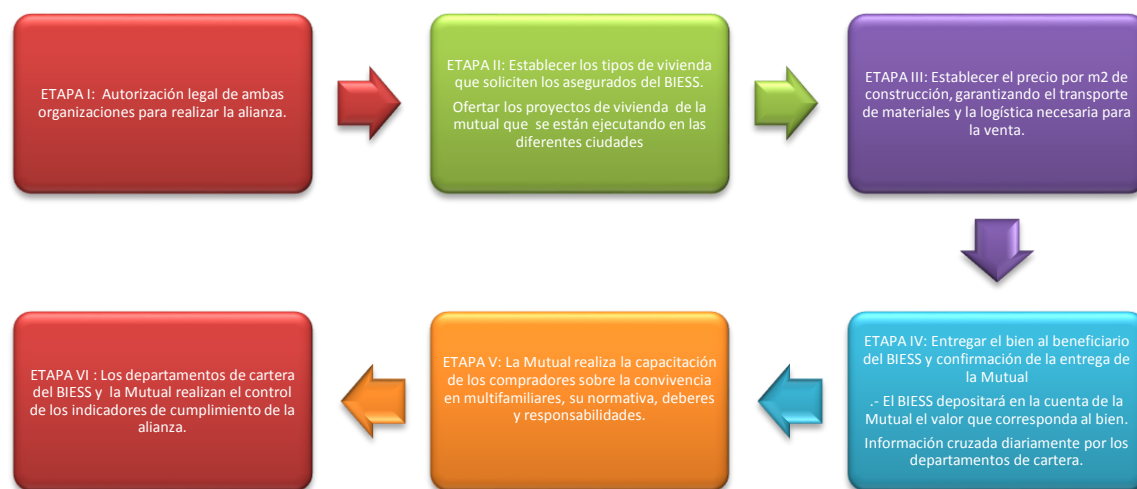 ETAPA I:  Autorización legal de ambas
organizaciones para realizar la alianza.
ETAPA II: Establecer los tipos de vivienda
que soliciten los asegurados del BIESS.
Ofertar los proyectos de vivienda  de la
mutual que  se están ejecutando en las
diferentes ciudades
ETAPA III: Establecer el precio por m2 de
construcción, garantizando el transporte
de materiales y la logística necesaria para
la venta.
ETAPA IV: Entregar el bien al beneficiario
del BIESS y confirmación de la entrega de
la Mutual
.- El BIESS depositará en la cuenta de la
Mutual el valor que corresponda al bien.
Información cruzada diariamente por los
departamentos de cartera.
ETAPA V: La Mutual realiza la capacitación
de los compradores sobre la convivencia
en multifamiliares, su normativa, deberes
y responsabilidades.
ETAPA VI : Los departamentos de cartera
del BIESS y  la Mutual realizan el control
de los indicadores de cumplimiento de la
alianza.